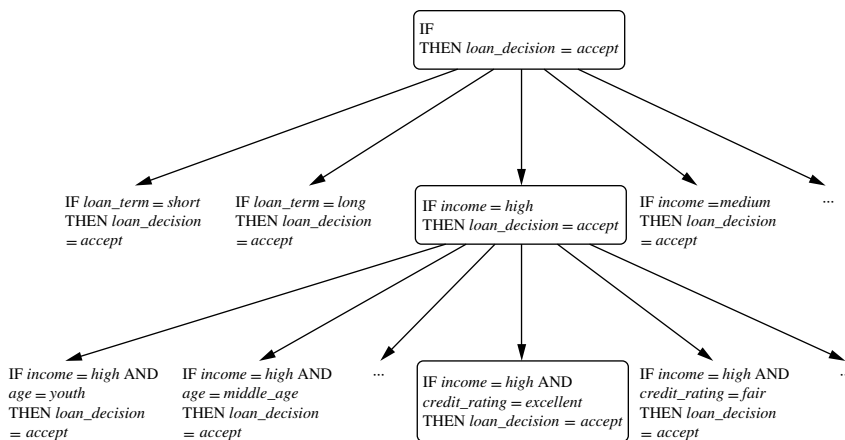 IF
THEN loan_decision = accept
IF loan_term = short
THEN loan_decision
= accept
IF loan_term = long
THEN loan_decision
= accept
IF income = high
THEN loan_decision = accept
IF income = medium
THEN loan_decision
= accept
...
IF income = high AND
age = youth
THEN loan_decision
= accept
IF income = high AND
age = middle_age
THEN loan_decision
= accept
...
IF income = high AND
credit_rating = excellent
THEN loan_decision = accept
IF income = high AND
credit_rating = fair
THEN loan_decision
= accept